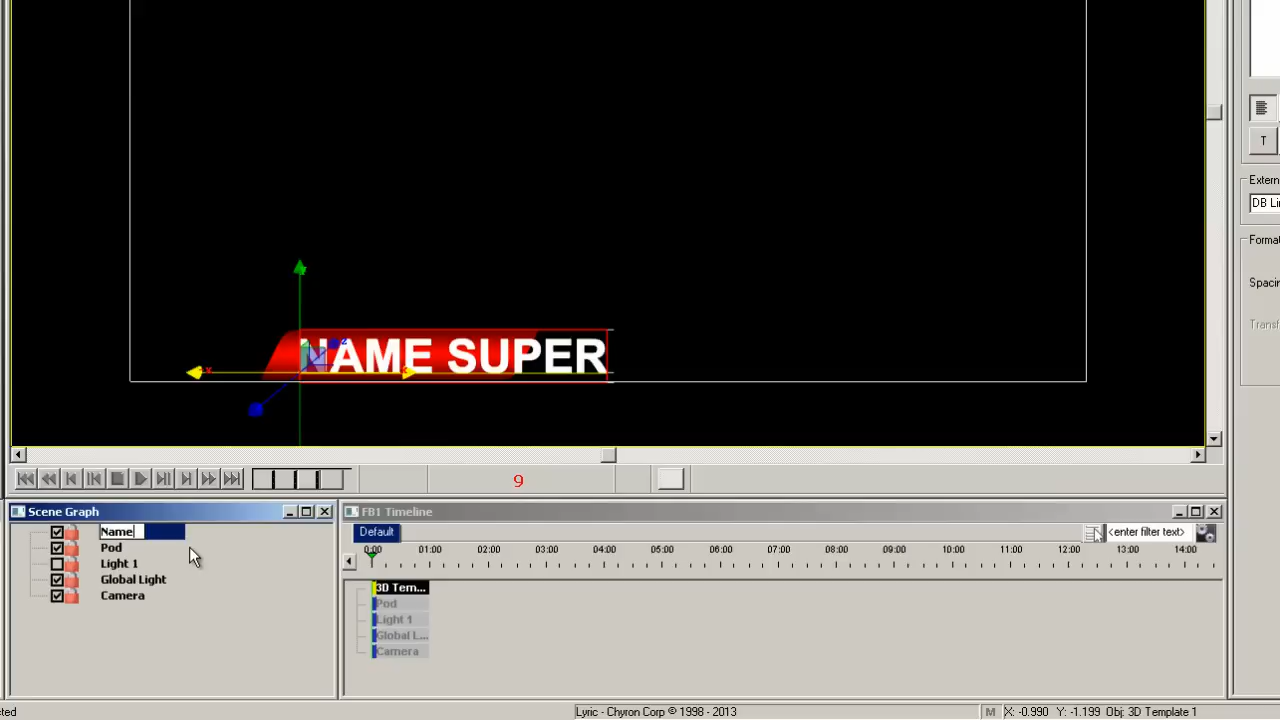 T
Extern
DB Li
Forma
Spacin
Transf
NAME SUPER
9
Scene Graph
Name
Pod
Light 1
Global Light
Camera
FB1 Timeline
Default
<enter filter text>
0:00 01:00 02:00 03:00 04:00 05:00 06:00 07:00 08:00 09:00 10:00 11:00 12:00 13:00 14:00
3D Tem...
Pod
Light 1
Global L...
Camera
cted
Lyric - Chyron Corp © 1998 - 2013
M
X: -0.990 Y: -1.199 Obj: 3D Template 1